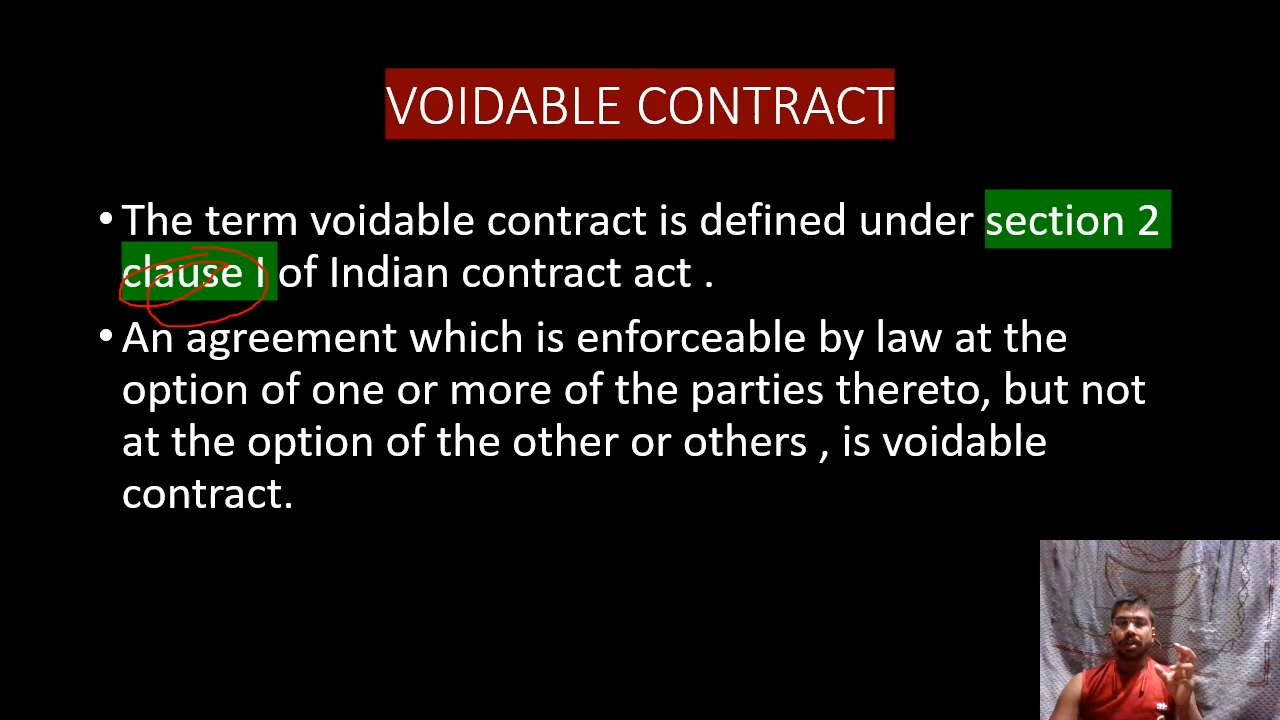 VOIDABLE CONTRACT
• The term voidable contract is defined under section 2
clause I of Indian contract act .
• An agreement which is enforceable by law at the
option of one or more of the parties thereto, but not
at the option of the other or others , is voidable
contract.